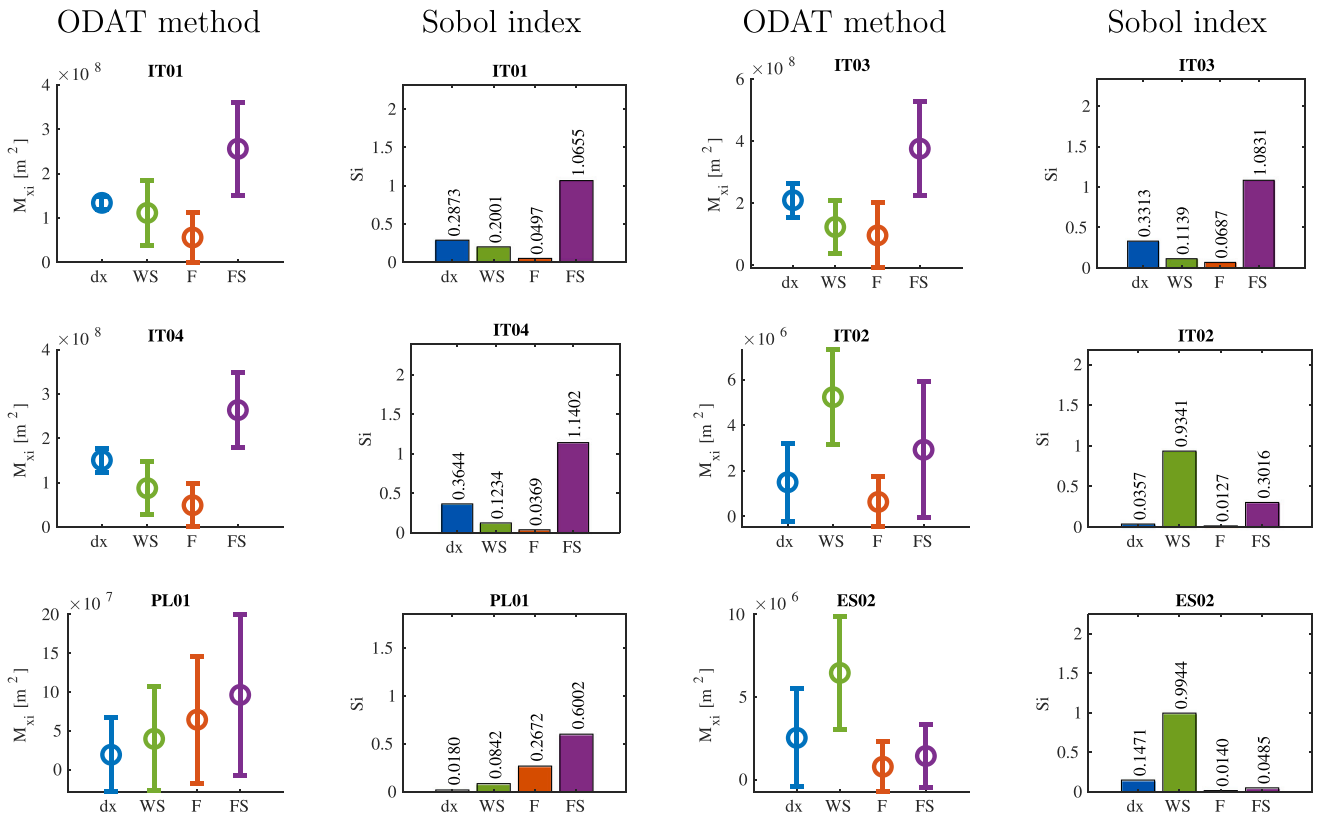 ODAT method
Sobol index
ODAT method
Sobol index
×10 8
IT01
4
3
2
1
0
M xi [m 2 ]
dx WS F FS
IT01
2
1.5
1
0.5
0
Si
0.2873
0.2001
0.0497
1.0655
dx WS F FS
×10 8
IT03
6
4
2
0
M xi [m 2 ]
dx WS F FS
IT03
2
1.5
1
0.5
0
Si
0.3313
0.1139
0.0687
1.0831
dx WS F FS
×10 8
IT04
4
3
2
1
0
M xi [m 2 ]
dx WS F FS
IT04
2
1.5
1
0.5
0
Si
0.3644
0.1234
0.0369
1.1402
dx WS F FS
×10 6
IT02
6
4
2
0
M xi [m 2 ]
dx WS F FS
IT02
2
1.5
1
0.5
0
Si
0.0357
0.9341
0.0127
0.3016
dx WS F FS
×10 7
PL01
20
15
10
5
0
M xi [m 2 ]
dx WS F FS
PL01
1.5
1
0.5
0
Si
0.0180
0.0842
0.2672
0.6002
dx WS F FS
×10 6
ES02
10
5
0
M xi [m 2 ]
dx WS F FS
ES02
2
1.5
1
0.5
0
Si
0.1471
0.9944
0.0140
0.0485
dx WS F FS